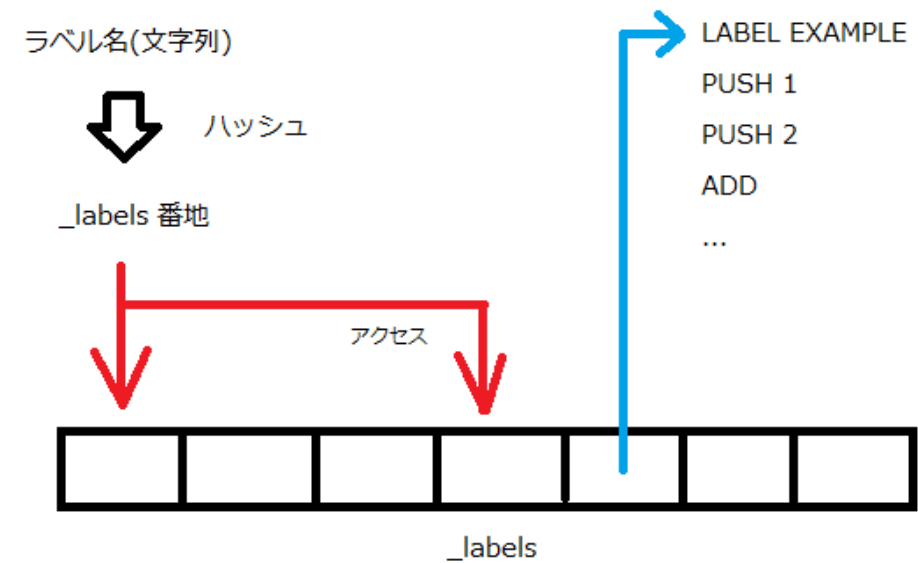 ラベル名(文字列)
ハッシュ
_labels 番地
アクセス
LABEL EXAMPLE
PUSH 1
PUSH 2
ADD
...
_labels